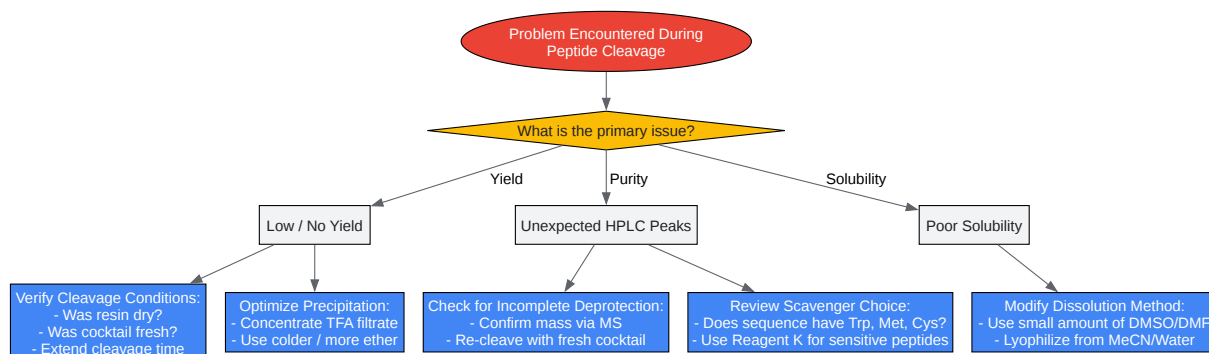 Problem Encountered During
Peptide Cleavage
What is the primary issue?
Yield
Purity
Solubility
Low / No Yield
Unexpected HPLC Peaks
Poor Solubility
Verify Cleavage Conditions:
- Was resin dry?
- Was cocktail fresh?
- Extend cleavage time
Optimize Precipitation:
- Concentrate TFA filtrate
- Use colder / more ether
Check for Incomplete Deprotection:
- Confirm mass via MS
- Re-cleave with fresh cocktail
Review Scavenger Choice:
- Does sequence have Trp, Met, Cys?
- Use Reagent K for sensitive peptides
Modify Dissolution Method:
- Use small amount of DMSO/DMF
- Lyophilize from MeCN/Water